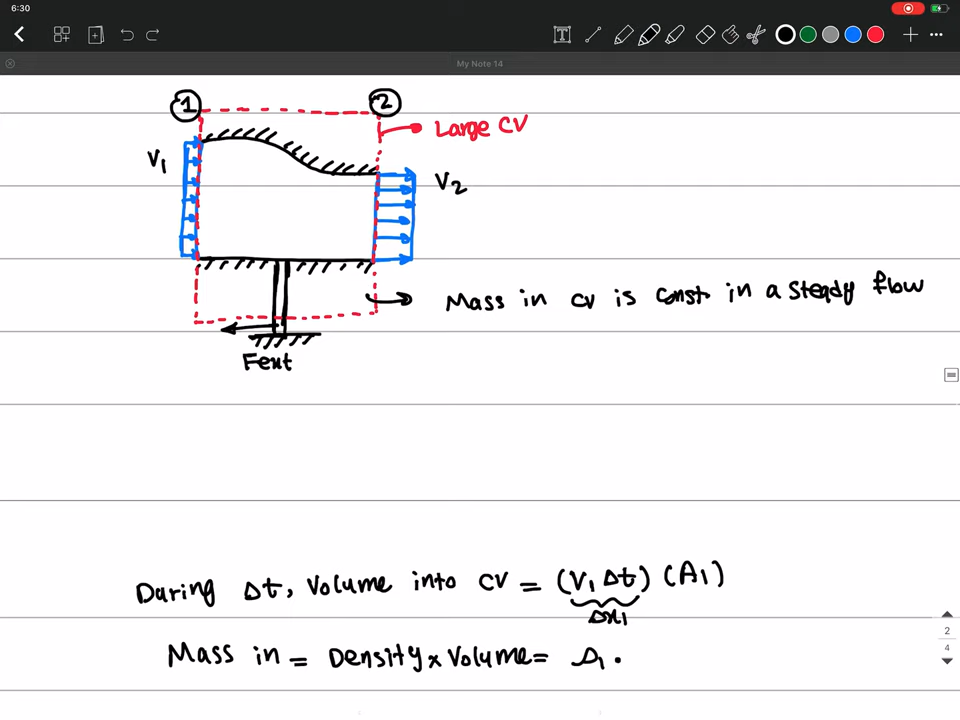 6:30
My Note 14
1
2
Large CV
V1
V2
Mass in CV is const. in a steady flow
Fext
During Δt, Volume into CV = (V1 Δt) (A1)
Δx1
Mass in = Density x Volume = ρ1 .
2
4